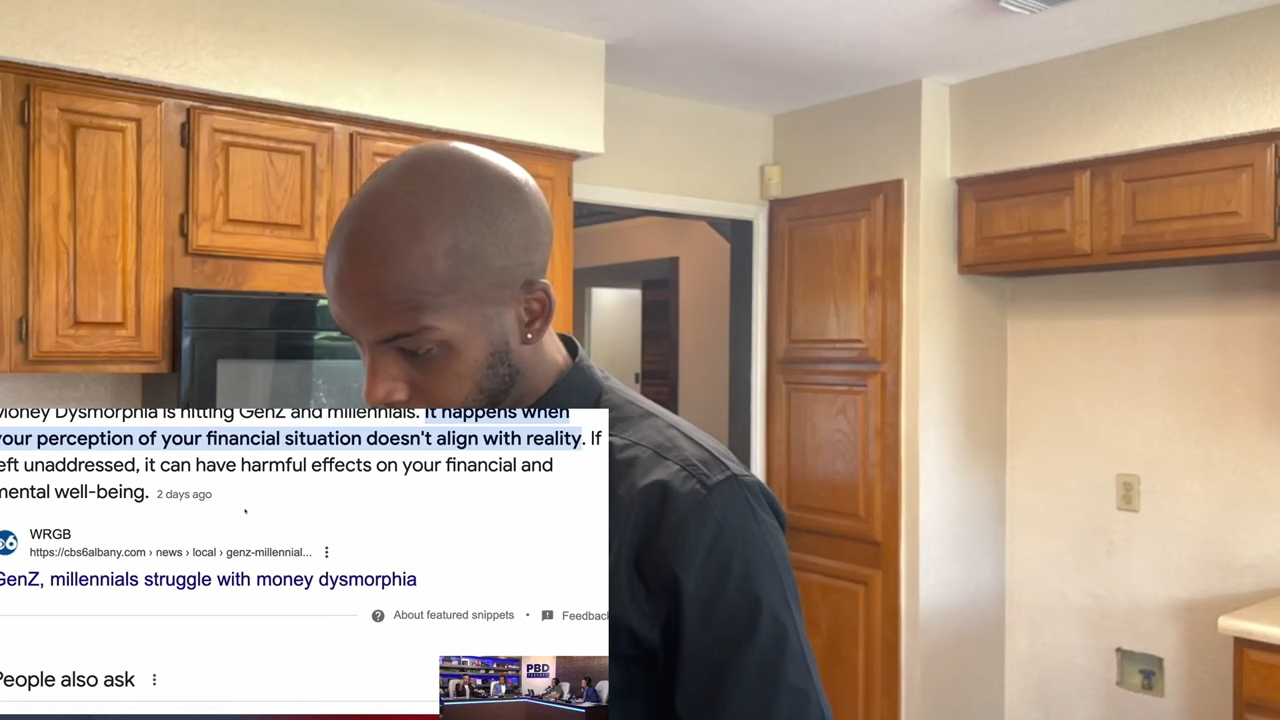 Money Dysmorphia is hitting GenZ and millennials. It happens when
your perception of your financial situation doesn't align with reality. If
left unaddressed, it can have harmful effects on your financial and
mental well-being. 2 days ago
WRGB
https://cbs6albany.com › news › local › genz-millennial...
GenZ, millennials struggle with money dysmorphia
About featured snippets • Feedback
People also ask
PBD